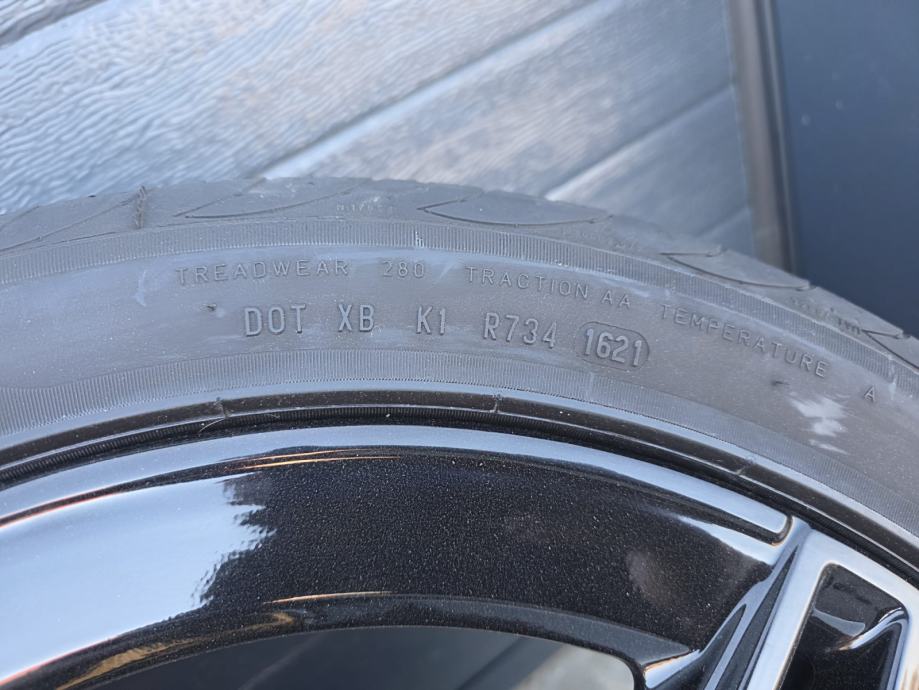 TREADWEAR 280 TRACTION AA TEMPERATURE A
DOT XB K1 R734 1621